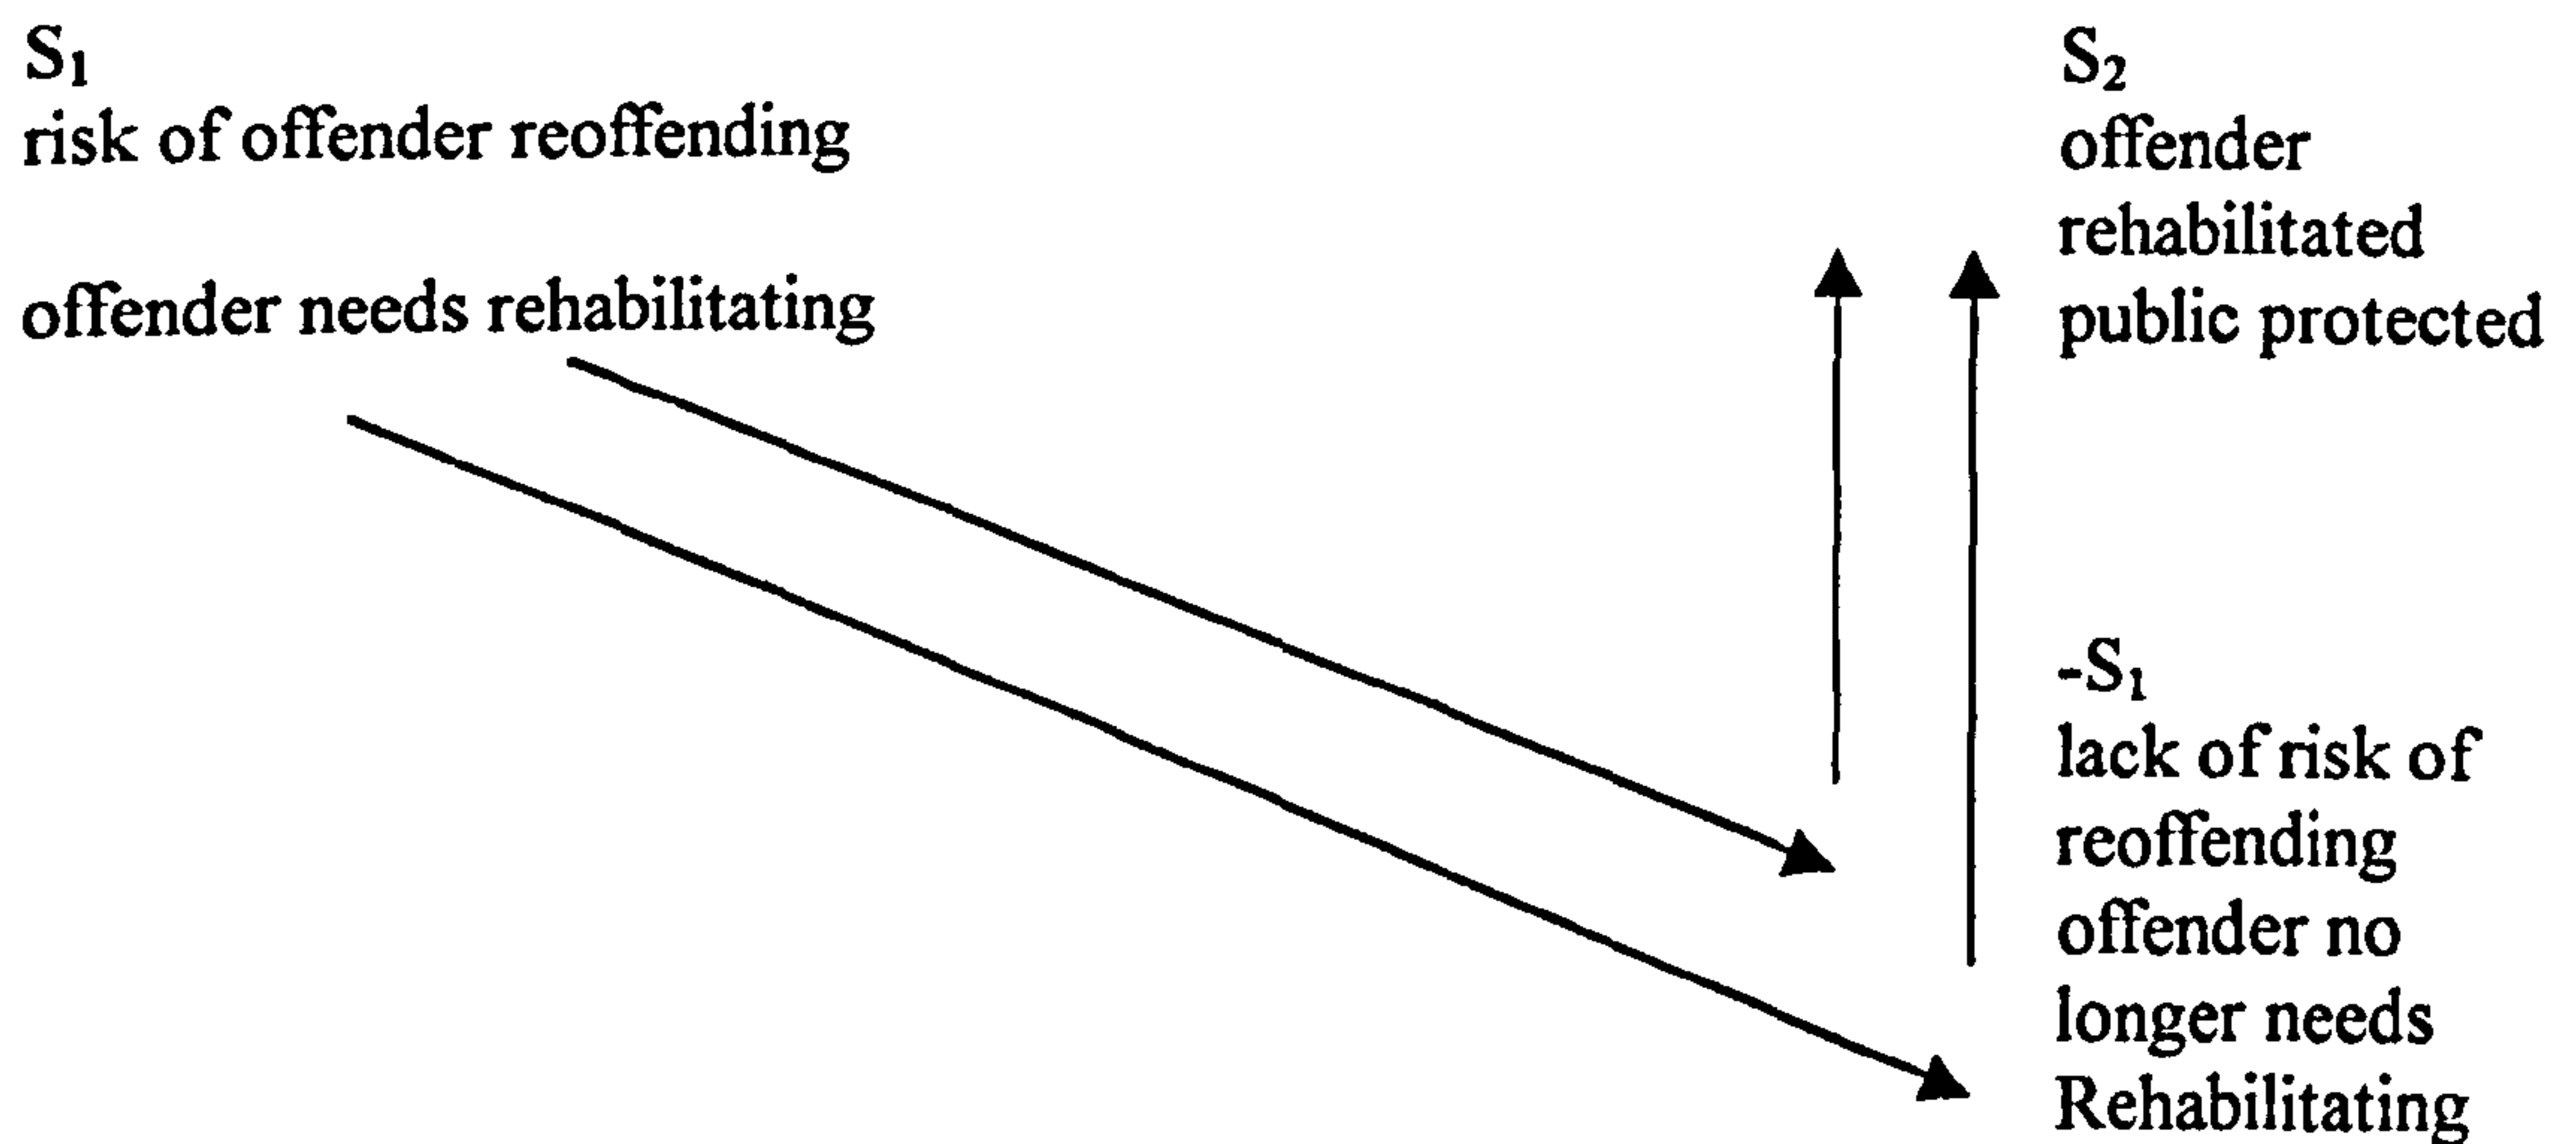 S₁
risk of offender reoffending
offender needs rehabilitating
S₂
offender
rehabilitated
public protected
-S₁
lack of risk of
reoffending
offender no
longer needs
Rehabilitating